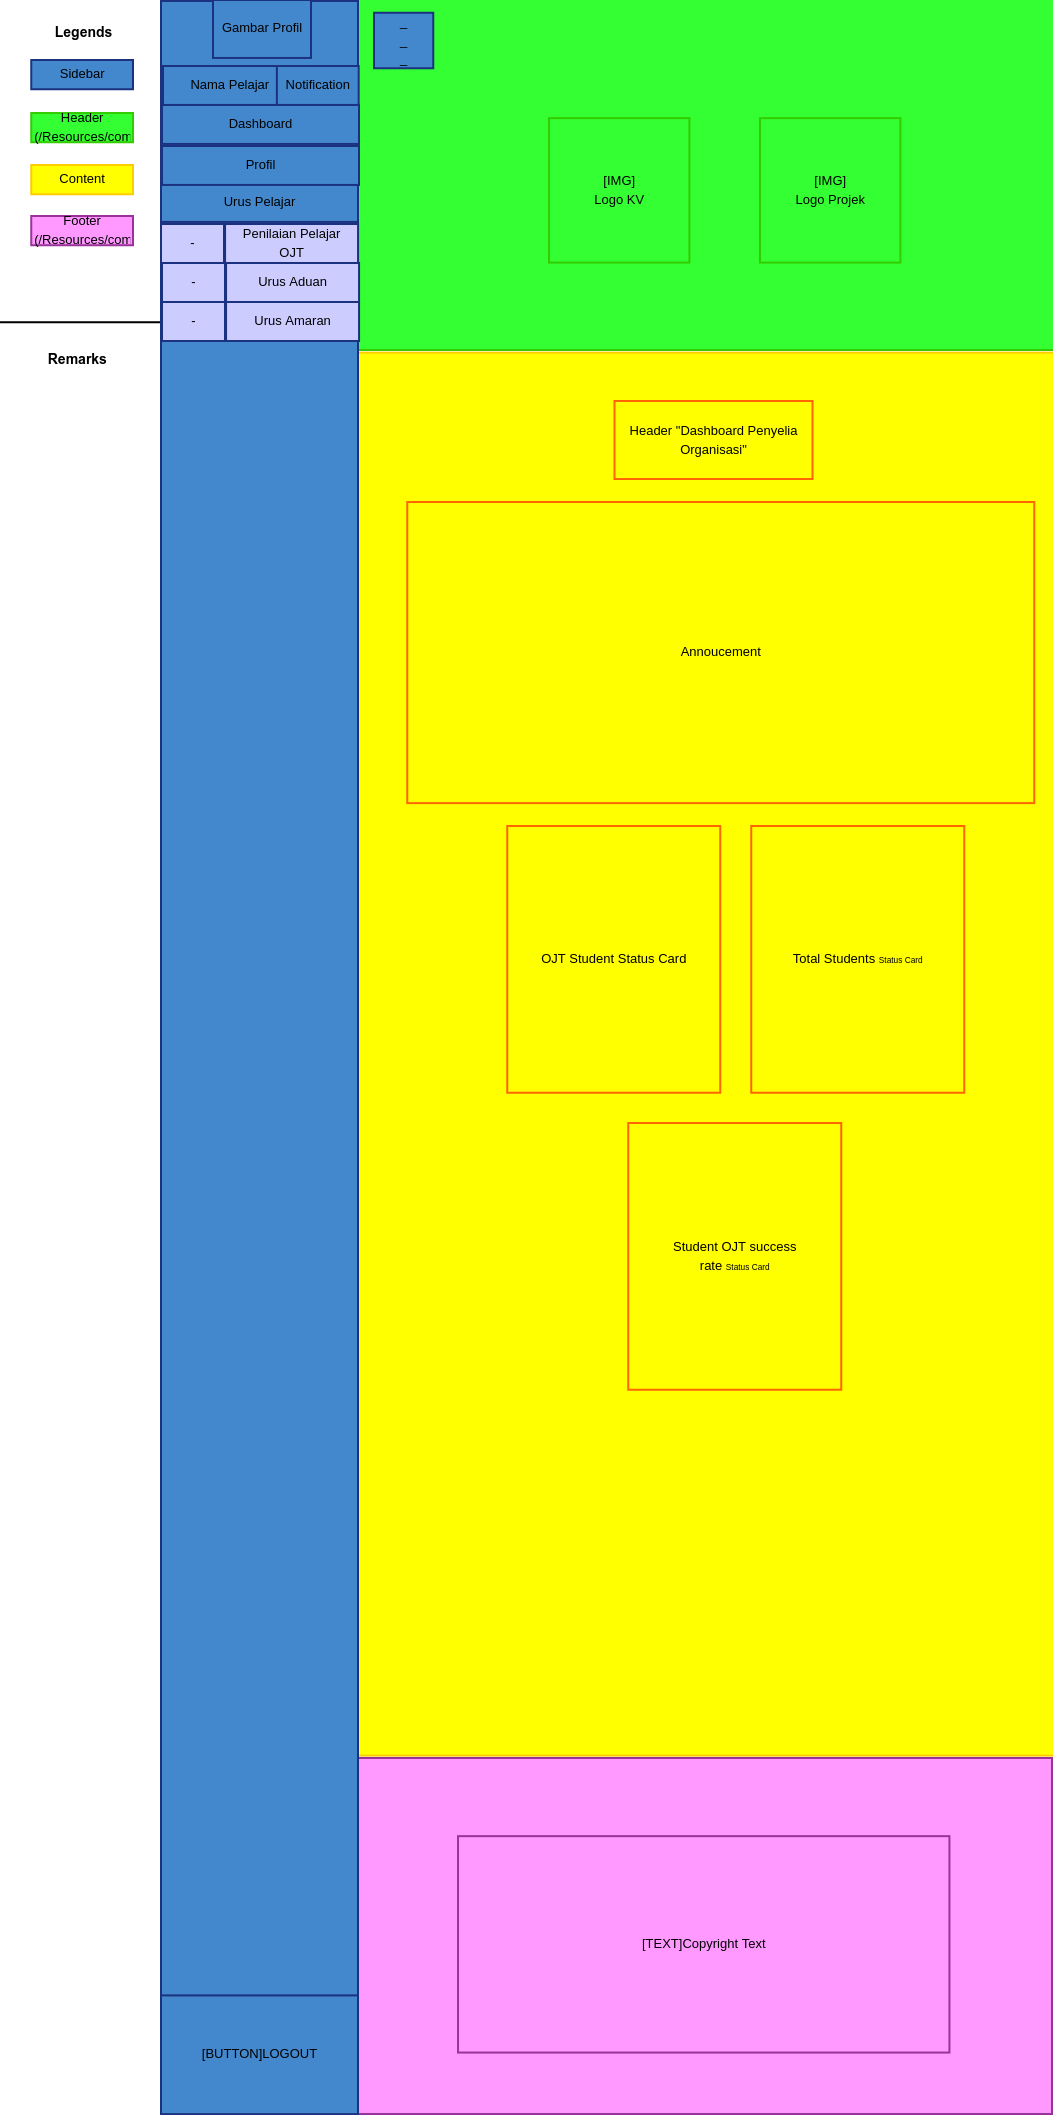 Legends
Sidebar
Header
(/Resources/com
Content
Footer
(/Resources/com
Remarks
Gambar Profil
Nama Pelajar
Notification
Dashboard
Profil
Urus Pelajar
-
Penilaian Pelajar
OJT
-
Urus Aduan
-
Urus Amaran
[BUTTON]LOGOUT
_
_
_
[IMG]
Logo KV
[IMG]
Logo Projek
Header "Dashboard Penyelia
Organisasi"
Annoucement
OJT Student Status Card
Total Students Status Card
Student OJT success
rate Status Card
[TEXT]Copyright Text